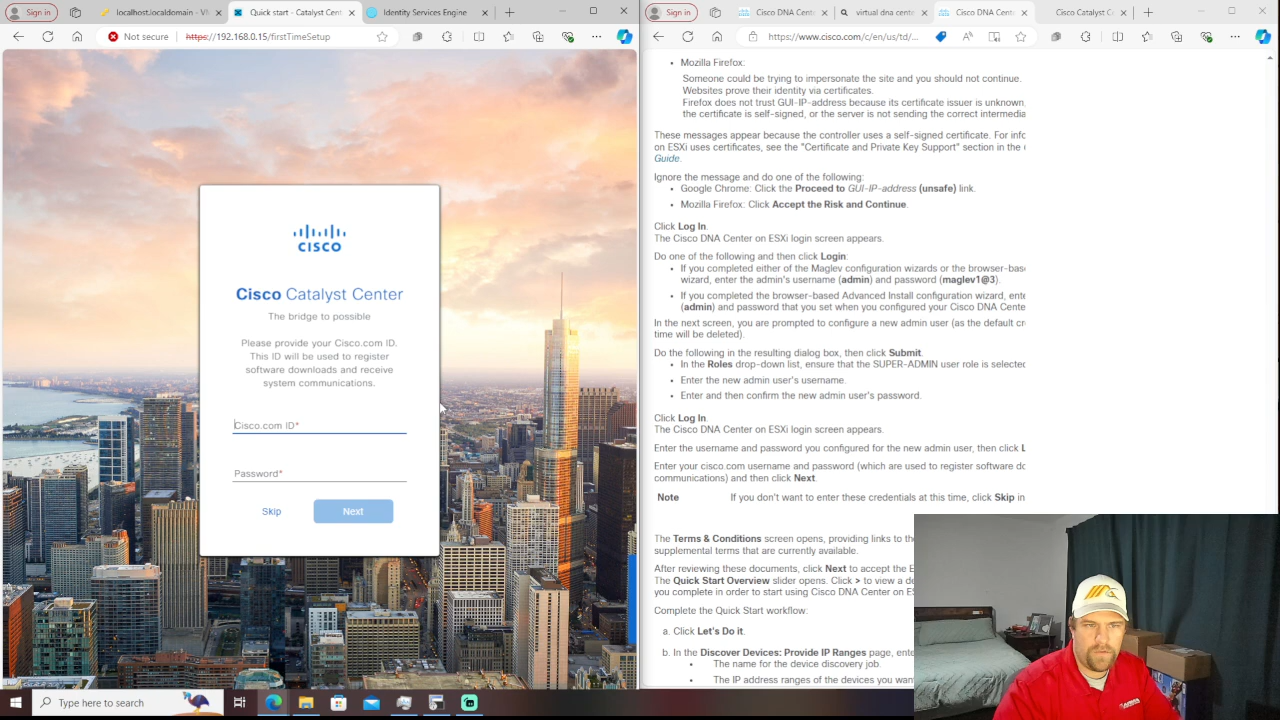 localhost.localdomain - VM
Quick start - Catalyst Cent
Identity Services Engine
Not secure
https://192.168.0.15/firstTimeSetup
CISCO
Cisco Catalyst Center
The bridge to possible
Please provide your Cisco.com ID.
This ID will be used to register
software downloads and receive
system communications.
Cisco.com ID*
Password*
Skip
Next
Sign in
Cisco DNA Cente
virtual dna cente
Cisco DNA Cent
Cisco Catalyst Ce
https://www.cisco.com/c/en/us/td/...
Mozilla Firefox:
Someone could be trying to impersonate the site and you should not continue.
Websites prove their identity via certificates.
Firefox does not trust GUI-IP-address because its certificate issuer is unknown,
the certificate is self-signed, or the server is not sending the correct intermedia
These messages appear because the controller uses a self-signed certificate. For info
on ESXi uses certificates, see the "Certificate and Private Key Support" section in the
Guide.
Ignore the message and do one of the following:
Google Chrome: Click the Proceed to GUI-IP-address (unsafe) link.
Mozilla Firefox: Click Accept the Risk and Continue.
Click Log In.
The Cisco DNA Center on ESXi login screen appears.
Do one of the following and then click Login:
If you completed either of the Maglev configuration wizards or the browser-base
wizard, enter the admin's username (admin) and password (maglev1@3).
If you completed the browser-based Advanced Install configuration wizard, ente
(admin) and password that you set when you configured your Cisco DNA Cente
In the next screen, you are prompted to configure a new admin user (as the default cr
time will be deleted).
Do the following in the resulting dialog box, then click Submit.
In the Roles drop-down list, ensure that the SUPER-ADMIN user role is selected
Enter the new admin user's username.
Enter and then confirm the new admin user's password.
Click Log In.
The Cisco DNA Center on ESXi login screen appears.
Enter the username and password you configured for the new admin user, then click L
Enter your cisco.com username and password (which are used to register software do
communications) and then click Next.
Note If you don't want to enter these credentials at this time, click Skip in
The Terms & Conditions screen opens, providing links to the
supplemental terms that are currently available.
After reviewing these documents, click Next to accept the E
The Quick Start Overview slider opens. Click > to view a de
you complete in order to start using Cisco DNA Center on ES
Complete the Quick Start workflow:
a. Click Let's Do it.
b. In the Discover Devices: Provide IP Ranges page, ente
The name for the device discovery job.
The IP address ranges of the devices you wan
Type here to search